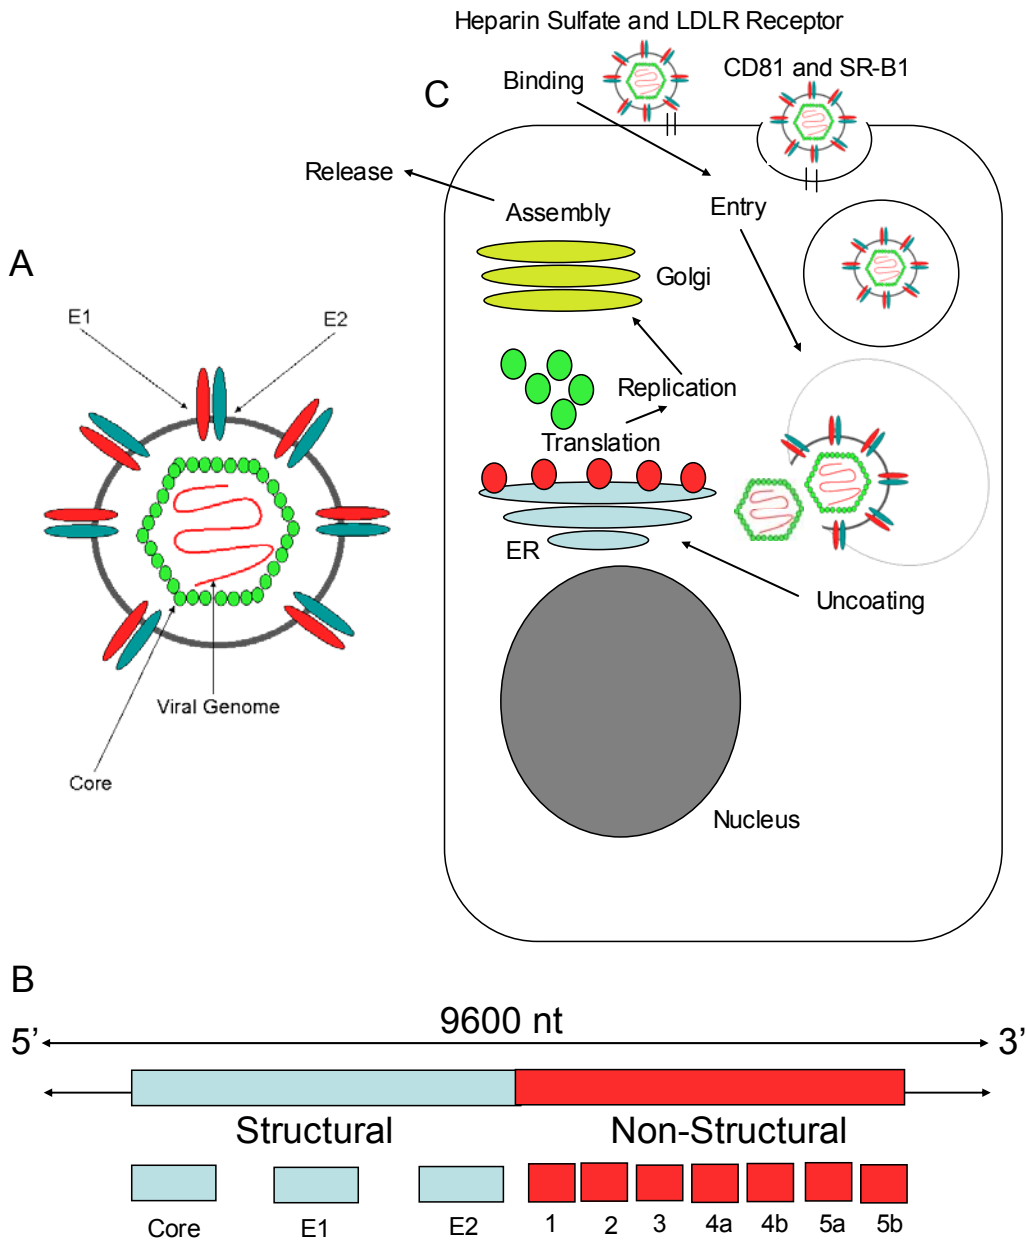 Heparin Sulfate and LDLR Receptor
CD81 and SR-B1
C
Binding
Release
Assembly
Entry
Golgi
A
E1
E2
Replication
Translation
ER
Uncoating
Viral Genome
Core
Nucleus
B
9600 nt
5’
3’
Structural
Non-Structural
Core
E1
E2
1
2
3
4a
4b
5a
5b